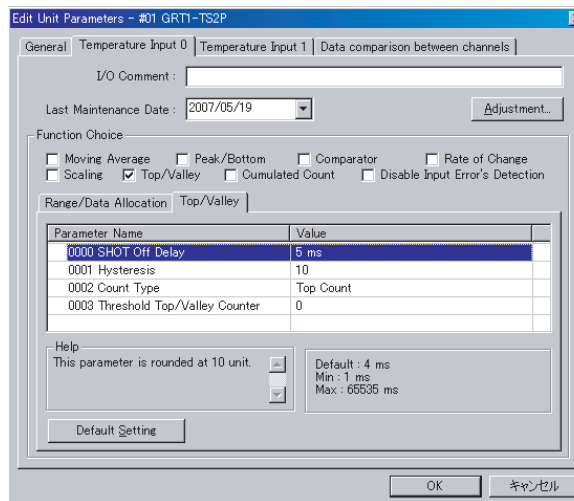 Edit Unit Parameters - #01 GRT1-TS2P
General Temperature Input 0 Temperature Input 1 Data comparison between channels
I/O Comment :
Last Maintenance Date : 2007/05/19 Adjustment...
Function Choice
Moving Average Peak/Bottom Comparator Rate of Change
Scaling Top/Valley Cumulated Count Disable Input Error's Detection
Range/Data Allocation Top/Valley
Parameter Name Value
0000 SHOT Off Delay 5 ms
0001 Hysteresis 10
0002 Count Type Top Count
0003 Threshold Top/Valley Counter 0
Help
This parameter is rounded at 10 unit.
Default : 4 ms
Min : 1 ms
Max : 65535 ms
Default Setting
OK キャンセル